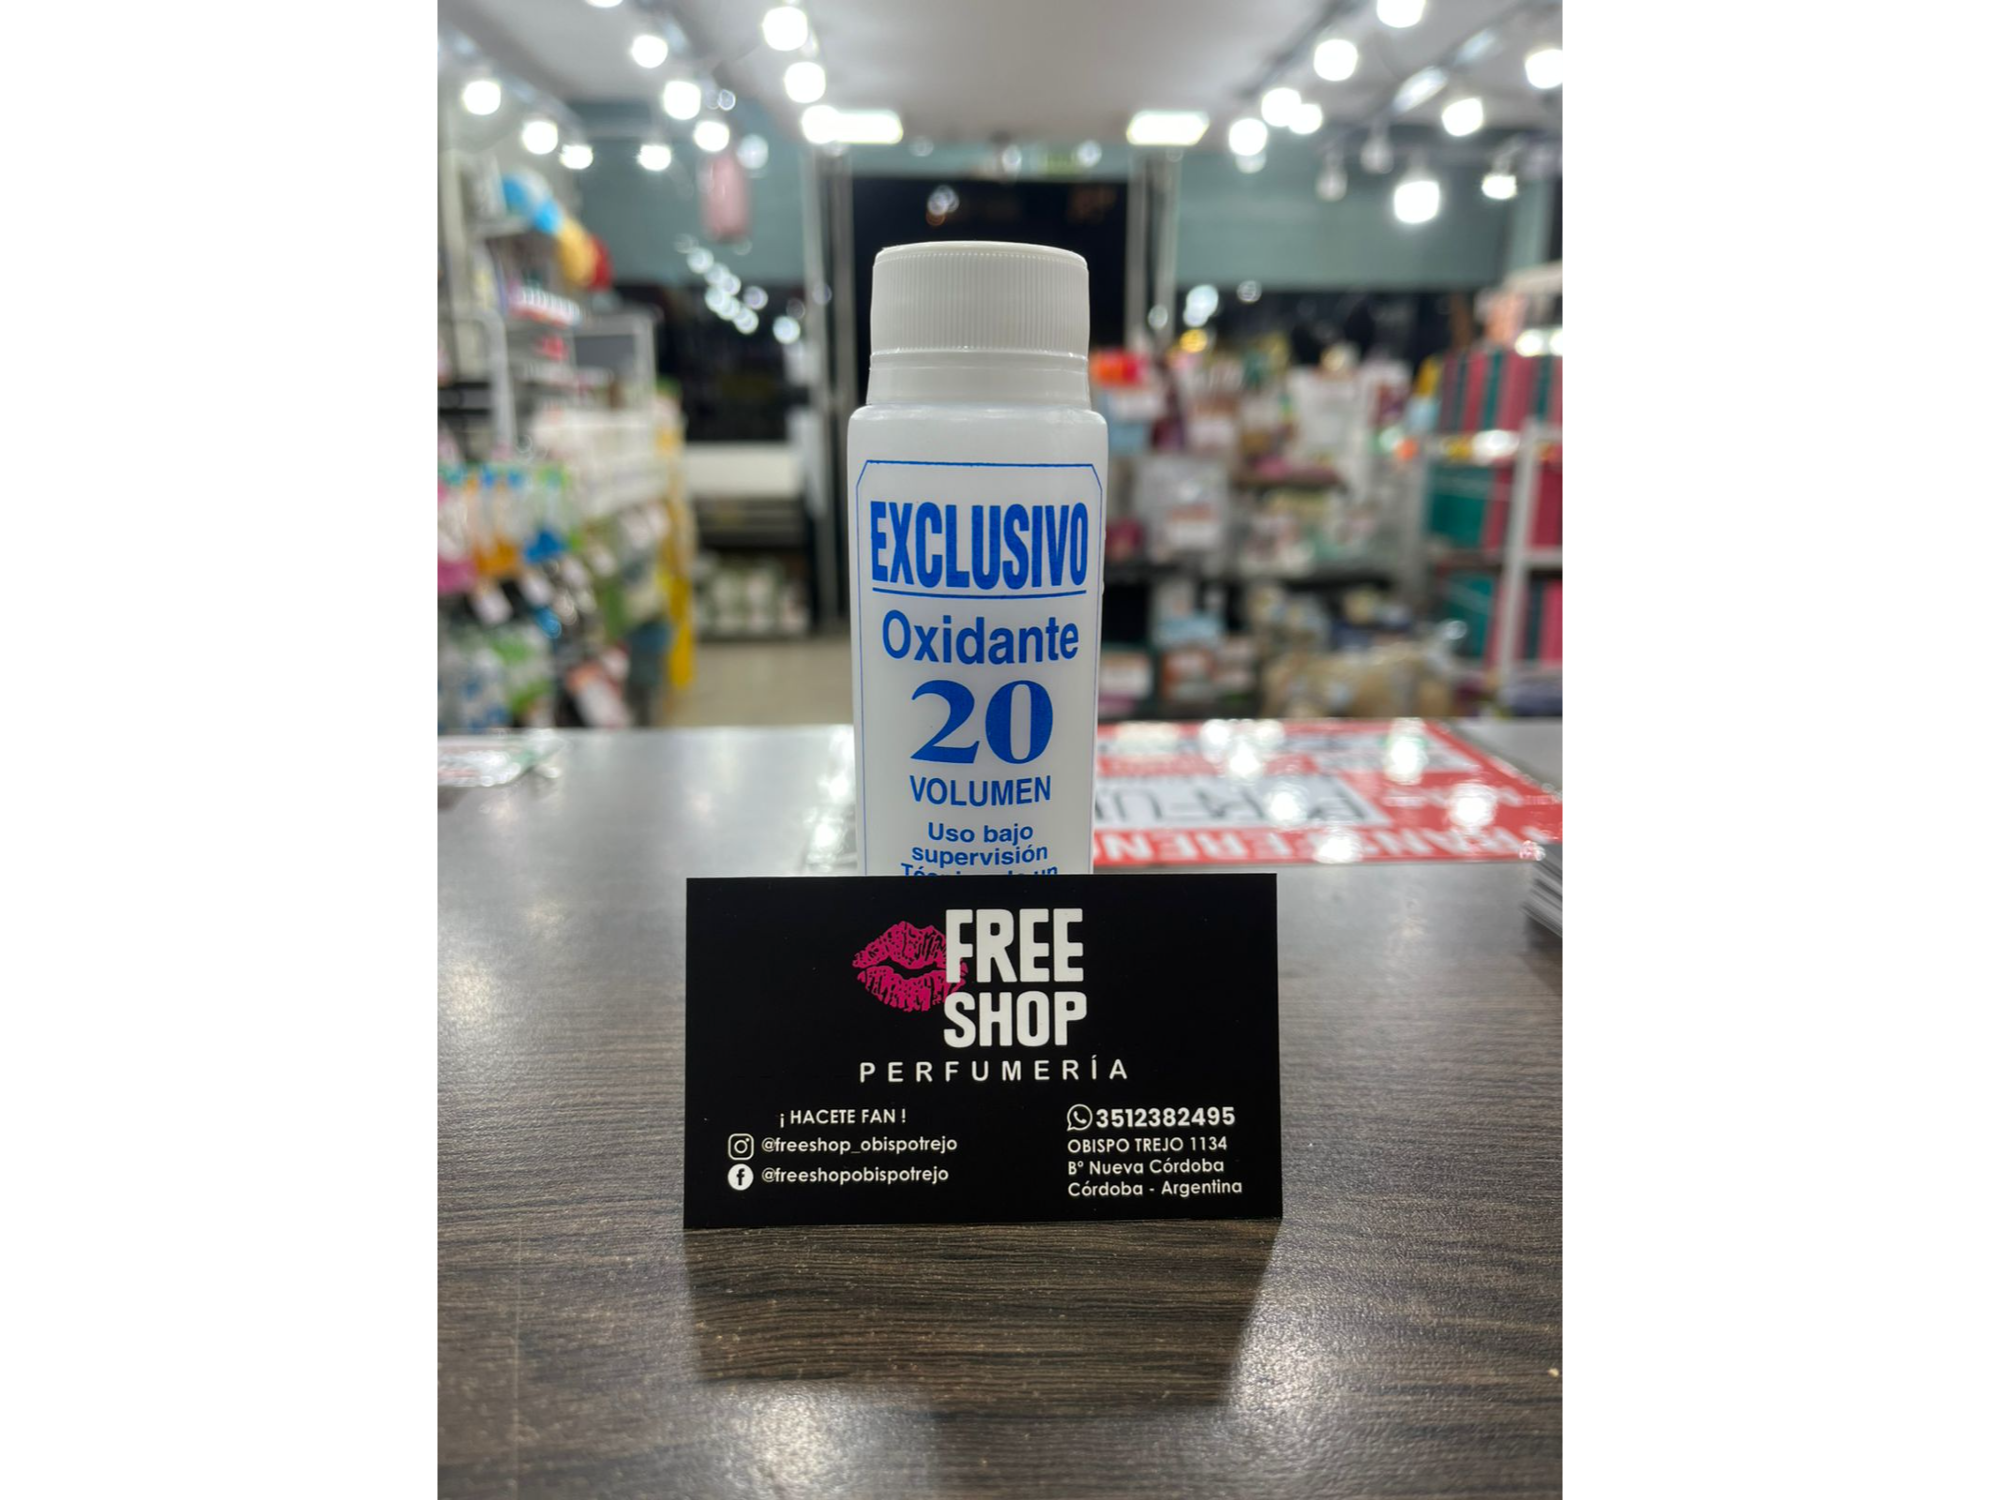 EXCLUSIVO
Oxidante
20
VOLUMEN
Uso bajo
supervisión
FREE
SHOP
PERFUMERÍA
¡ HACETE FAN !
@freeshop_obispotrejo
@freeshopobispotrejo
3512382495
OBISPO TREJO 1134
Bº Nueva Córdoba
Córdoba - Argentina